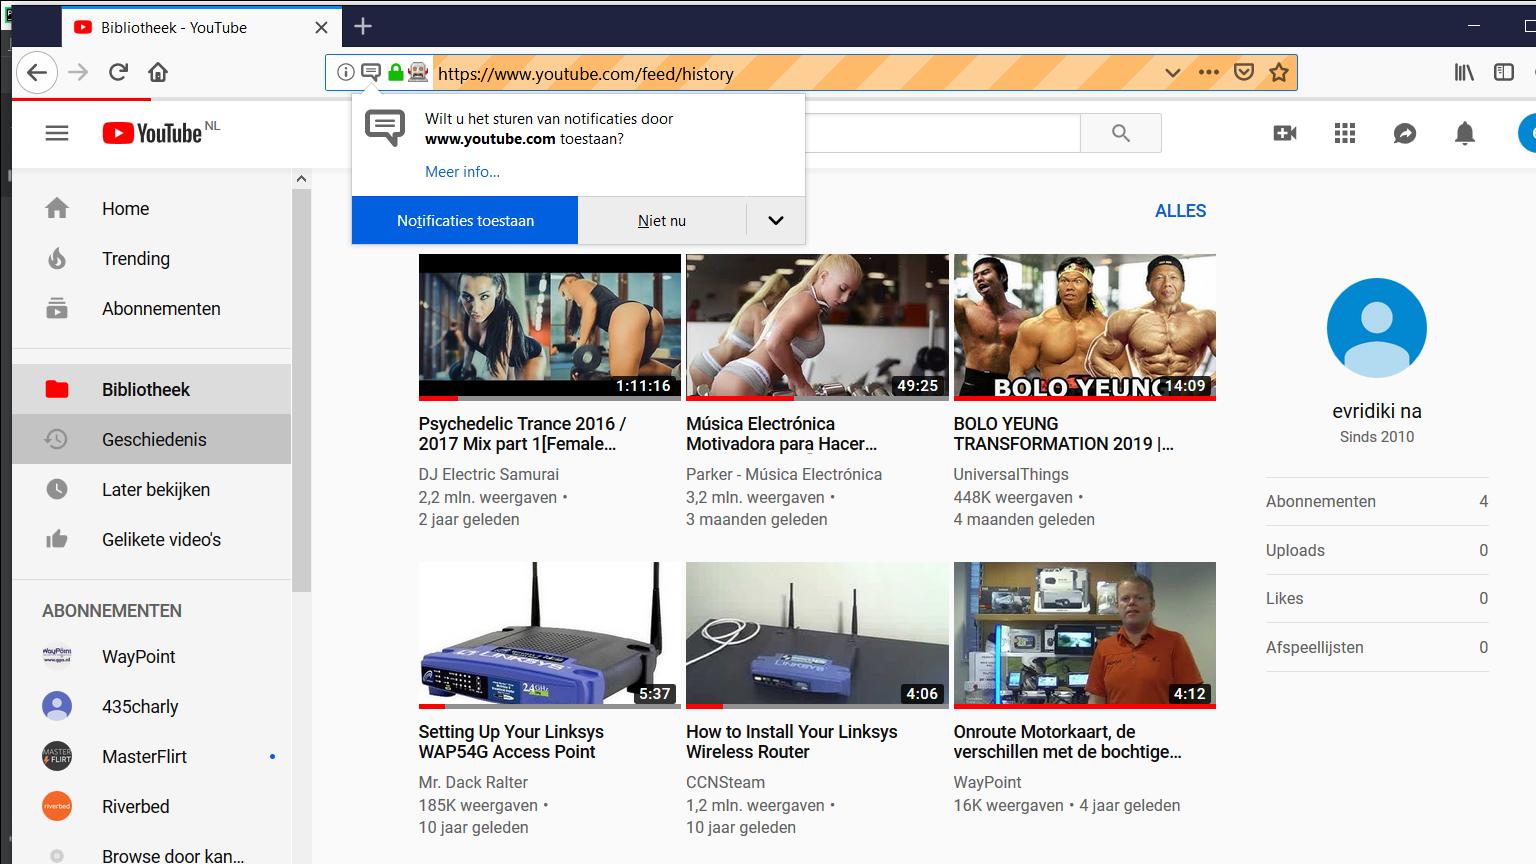 Bibliotheek - YouTube
https://www.youtube.com/feed/history
Wilt u het sturen van notificaties door
www.youtube.com toestaan?
Meer info...
Notificaties toestaan
Niet nu
YouTube NL
Home
Trending
Abonnementen
Bibliotheek
Geschiedenis
Later bekijken
Gelikete video's
ABONNEMENTEN
WayPoint
435charly
MasterFlirt
Riverbed
Browse door kan...
ALLES
1:11:16
Psychedelic Trance 2016 /
2017 Mix part 1[Female...
DJ Electric Samurai
2,2 mln. weergaven •
2 jaar geleden
49:25
Música Electrónica
Motivadora para Hacer...
Parker - Música Electrónica
3,2 mln. weergaven •
3 maanden geleden
BOLO YEUNG
14:09
BOLO YEUNG
TRANSFORMATION 2019 |...
UniversalThings
448K weergaven •
4 maanden geleden
LINKSYS
2.4GHz
5:37
Setting Up Your Linksys
WAP54G Access Point
Mr. Dack Ralter
185K weergaven •
10 jaar geleden
LINKSYS
4:06
How to Install Your Linksys
Wireless Router
CCNSteam
1,2 mln. weergaven •
10 jaar geleden
4:12
Onroute Motorkaart, de
verschillen met de bochtige...
WayPoint
16K weergaven • 4 jaar geleden
evridiki na
Sinds 2010
Abonnementen 4
Uploads 0
Likes 0
Afspeellijsten 0